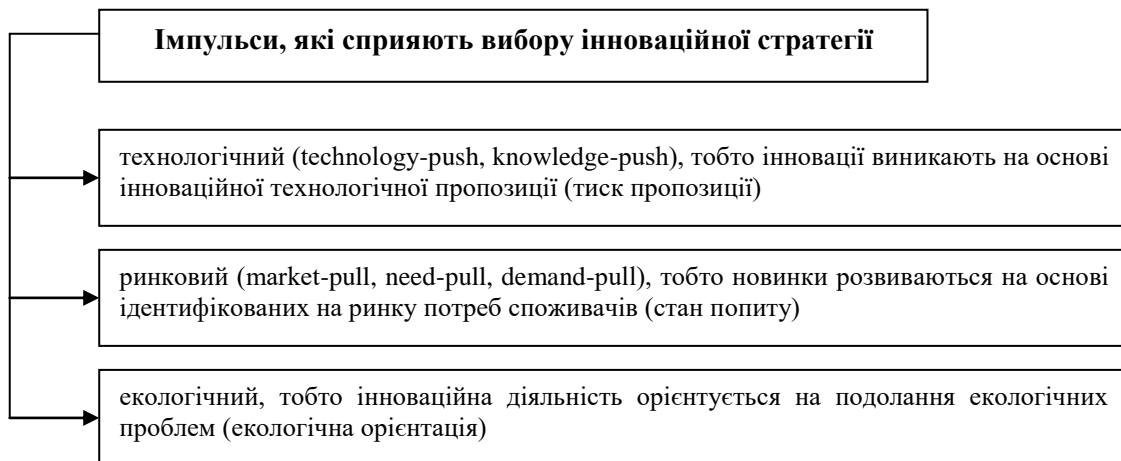 Імпульси, які сприяють вибору інноваційної стратегії
технологічний (technology-push, knowledge-push), тобто інновації виникають на основі
інноваційної технологічної пропозиції (тиск пропозиції)
ринковий (market-pull, need-pull, demand-pull), тобто новинки розвиваються на основі
ідентифікованих на ринку потреб споживачів (стан попиту)
екологічний, тобто інноваційна діяльність орієнтується на подолання екологічних
проблем (екологічна орієнтація)